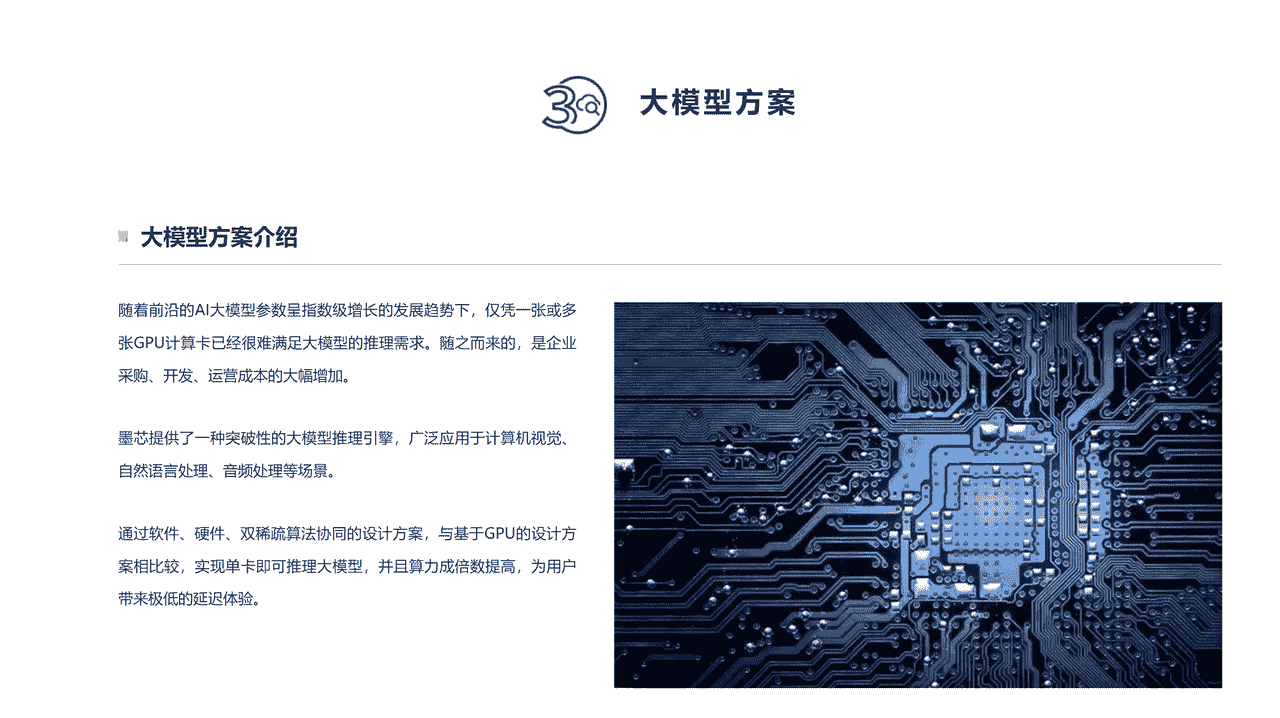 3
大模型方案
大模型方案介绍
随着前沿的AI大模型参数量指数级增长的发展趋势下，仅凭一张或多
张GPU计算卡已经很难满足大模型的推理需求。随之而来的，是企业
采购、开发、运营成本的大幅增加。
墨芯提供了一种突破性的大模型推理引擎，广泛应用于计算机视觉、
自然语言处理、音频处理等场景。
通过软件、硬件、双稀疏算法协同的设计方案，与基于GPU的设计方
案相比较，实现单卡即可推理大模型，并且算力成倍数提高，为用户
带来极低的延迟体验。